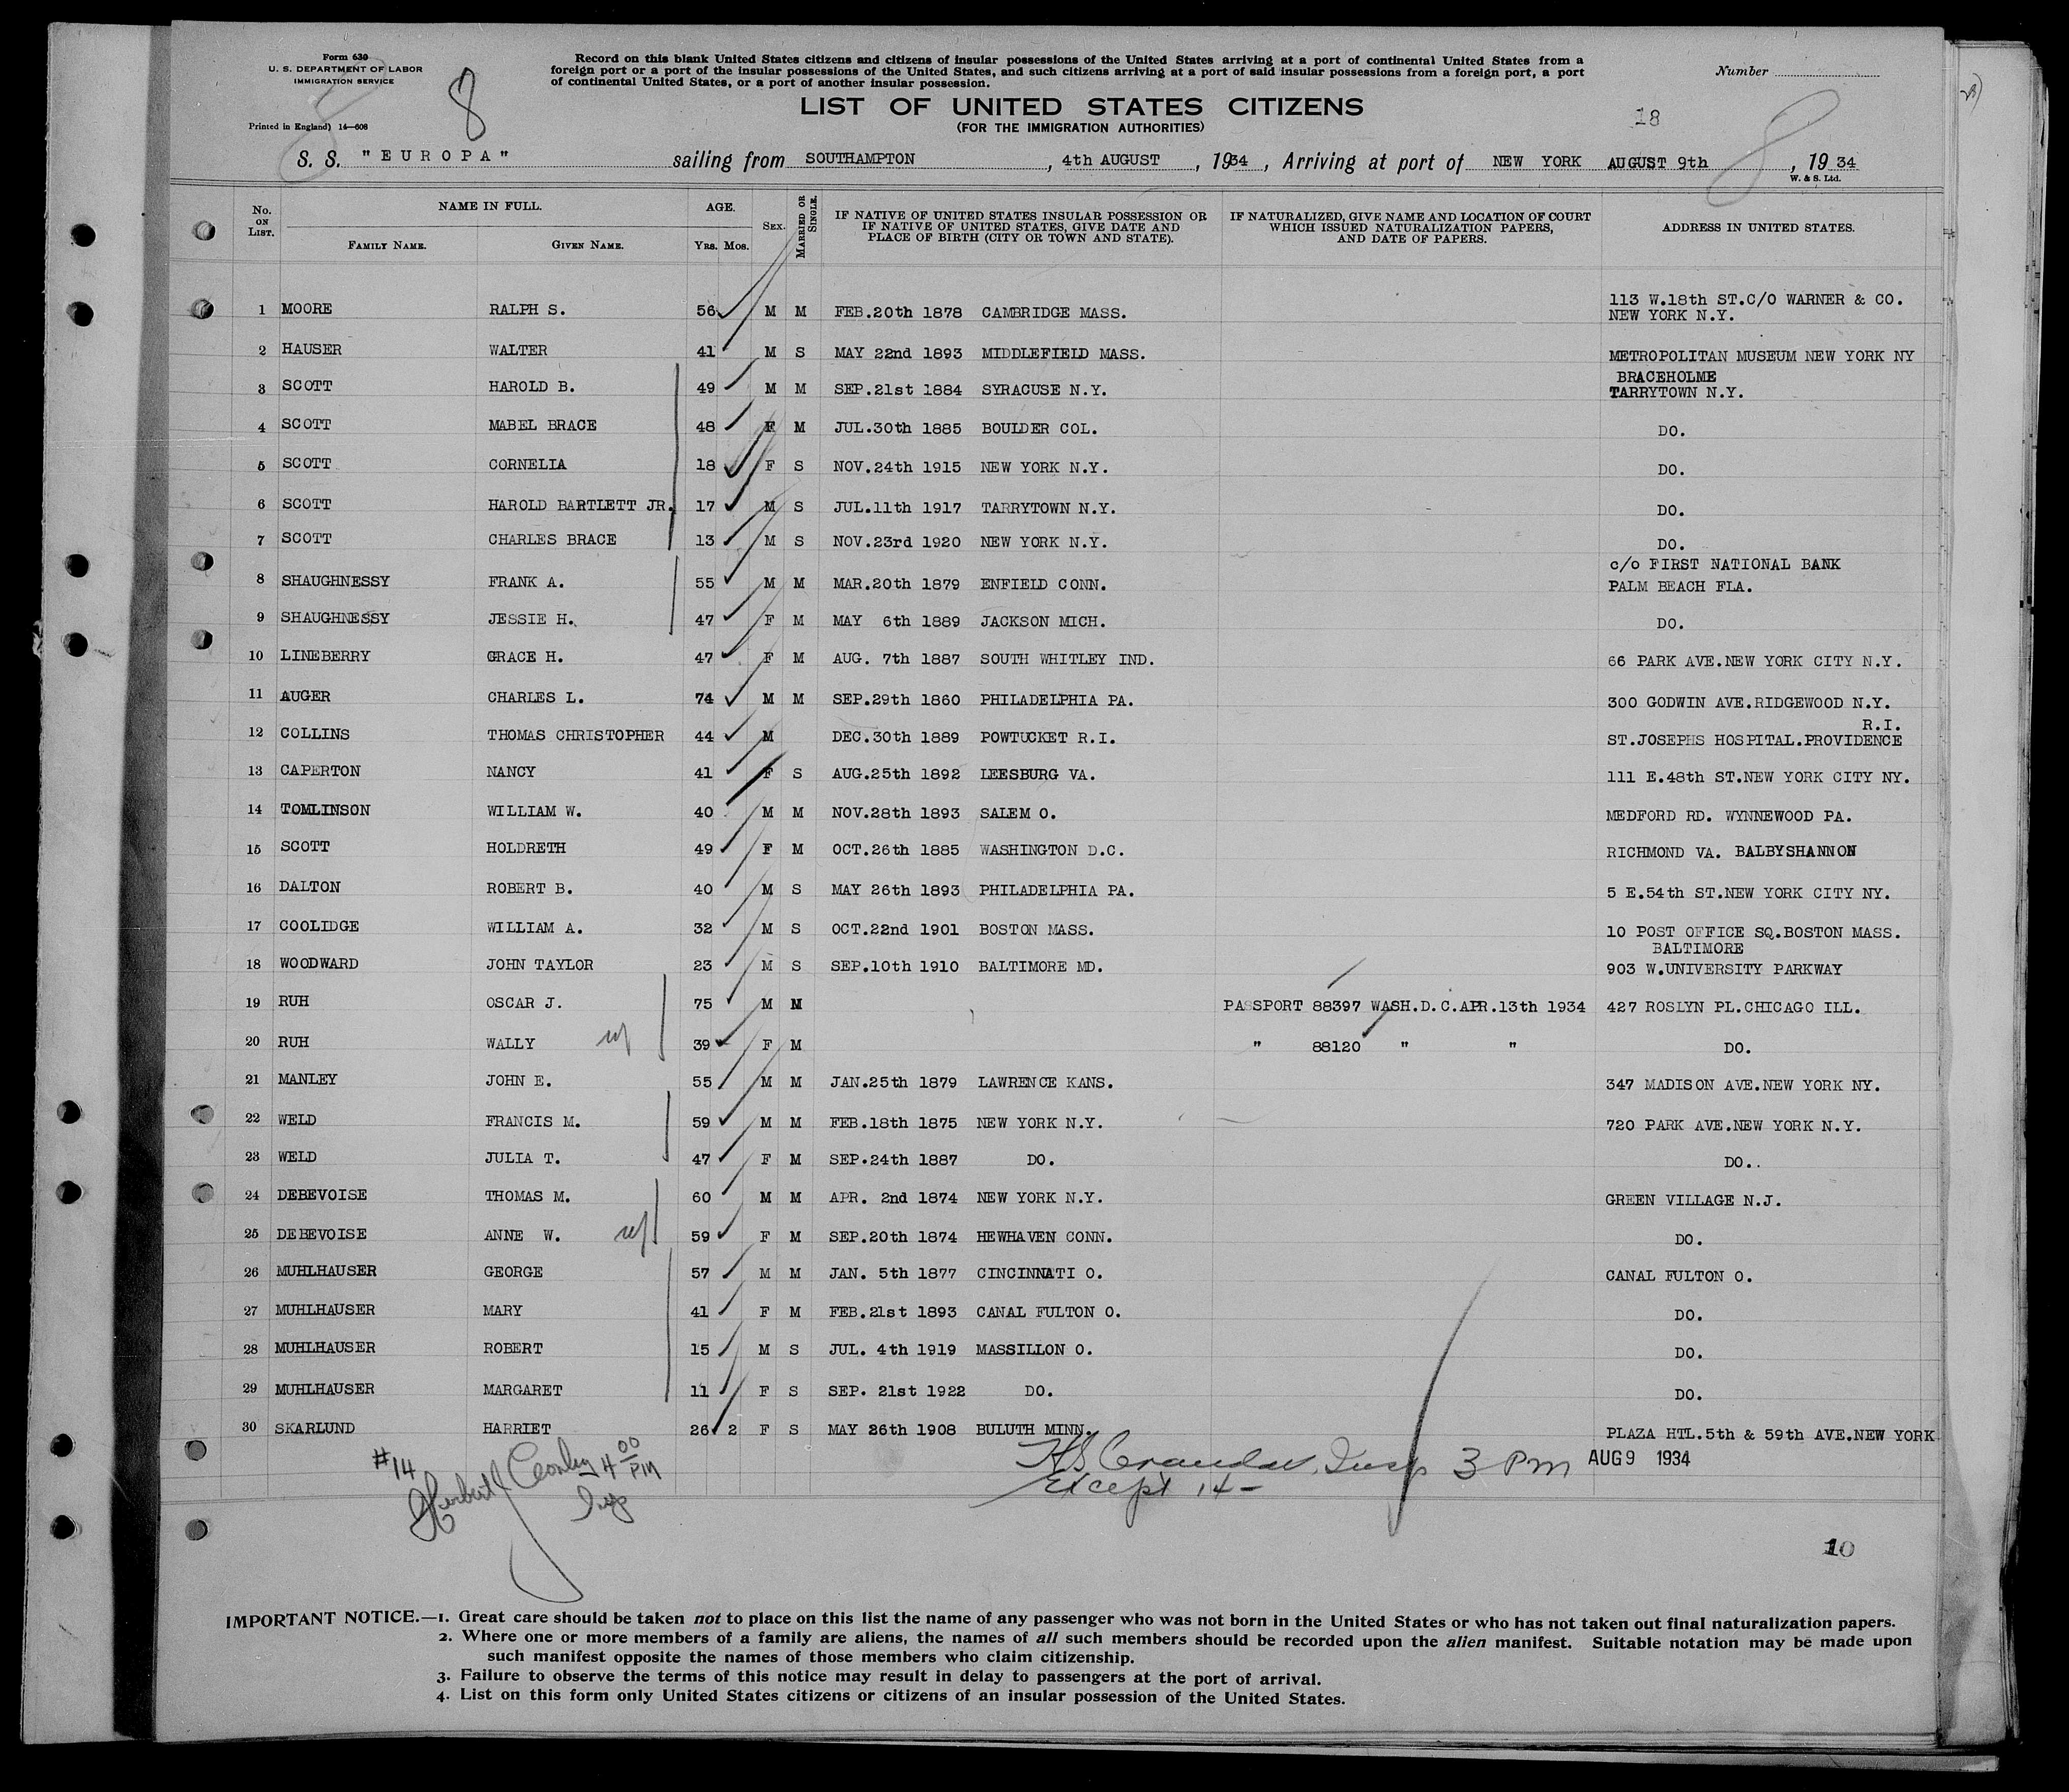 Form 630
U. S. DEPARTMENT OF LABOR
IMMIGRATION SERVICE
Printed in England) 14—608
8
Record on this blank United States citizens and citizens of insular possessions of the United States arriving at a port of continental United States from a
foreign port or a port of the insular possessions of the United States, and such citizens arriving at a port of said insular possessions from a foreign port, a port
of continental United States, or a port of another insular possession.
Number
LIST OF UNITED STATES CITIZENS
(FOR THE IMMIGRATION AUTHORITIES)
18
8
S. S. "EUROPA" sailing from SOUTHAMPTON, 4th AUGUST, 1934, Arriving at port of NEW YORK AUGUST 9th, 1934
W. & S. Ltd.
No. ON LIST. NAME IN FULL. FAMILY NAME. GIVEN NAME. AGE. Yrs. Mos. SEX. MARRIED OR SINGLE. IF NATIVE OF UNITED STATES INSULAR POSSESSION OR IF NATIVE OF UNITED STATES, GIVE DATE AND PLACE OF BIRTH (CITY OR TOWN AND STATE). IF NATURALIZED, GIVE NAME AND LOCATION OF COURT WHICH ISSUED NATURALIZATION PAPERS, AND DATE OF PAPERS. ADDRESS IN UNITED STATES.
1 MOORE RALPH S. 56 M M FEB.20th 1878 CAMBRIDGE MASS. 113 W.18th ST.C/O WARNER & CO. NEW YORK N.Y.
2 HAUSER WALTER 41 M S MAY 22nd 1893 MIDDLEFIELD MASS. METROPOLITAN MUSEUM NEW YORK NY
3 SCOTT HAROLD B. 49 M M SEP.21st 1884 SYRACUSE N.Y. BRACEHOLME TARRYTOWN N.Y.
4 SCOTT MABEL BRACE 48 F M JUL.30th 1885 BOULDER COL. DO.
5 SCOTT CORNELIA 18 F S NOV.24th 1915 NEW YORK N.Y. DO.
6 SCOTT HAROLD BARTLETT JR. 17 M S JUL.11th 1917 TARRYTOWN N.Y. DO.
7 SCOTT CHARLES BRACE 13 M S NOV.23rd 1920 NEW YORK N.Y. DO.
8 SHAUGHNESSY FRANK A. 55 M M MAR.20th 1879 ENFIELD CONN. c/o FIRST NATIONAL BANK PALM BEACH FLA.
9 SHAUGHNESSY JESSIE H. 47 F M MAY 6th 1889 JACKSON MICH. DO.
10 LINEBERRY GRACE H. 47 F M AUG. 7th 1887 SOUTH WHITLEY IND. 66 PARK AVE.NEW YORK CITY N.Y.
11 AUGER CHARLES L. 74 M M SEP.29th 1860 PHILADELPHIA PA. 300 GODWIN AVE.RIDGEWOOD N.Y.
12 COLLINS THOMAS CHRISTOPHER 44 M DEC.30th 1889 POWTUCKET R.I. ST.JOSEPHS HOSPITAL.PROVIDENCE R.I.
13 CAPERTON NANCY 41 F S AUG.25th 1892 LEESBURG VA. 111 E.48th ST.NEW YORK CITY NY.
14 TOMLINSON WILLIAM W. 40 M M NOV.28th 1893 SALEM O. MEDFORD RD. WYNNEWOOD PA.
15 SCOTT HOLDRETH 49 F M OCT.26th 1885 WASHINGTON D.C. RICHMOND VA. BALBYSHANNON
16 DALTON ROBERT B. 40 M S MAY 26th 1893 PHILADELPHIA PA. 5 E.54th ST.NEW YORK CITY NY.
17 COOLIDGE WILLIAM A. 32 M S OCT.22nd 1901 BOSTON MASS. 10 POST OFFICE SQ.BOSTON MASS.
18 WOODWARD JOHN TAYLOR 23 M S SEP.10th 1910 BALTIMORE MD. BALTIMORE 903 W.UNIVERSITY PARKWAY
19 RUH OSCAR J. 75 M M PASSPORT 88397 WASH.D.C.APR.13th 1934 427 ROSLYN PL.CHICAGO ILL.
20 RUH WALLY 39 F M " 88120 " " DO.
21 MANLEY JOHN E. 55 M M JAN.25th 1879 LAWRENCE KANS. 347 MADISON AVE.NEW YORK NY.
22 WELD FRANCIS M. 59 M M FEB.18th 1875 NEW YORK N.Y. 720 PARK AVE.NEW YORK N.Y.
23 WELD JULIA T. 47 F M SEP.24th 1887 DO. DO..
24 DEBEVOISE THOMAS M. 60 M M APR. 2nd 1874 NEW YORK N.Y. GREEN VILLAGE N.J.
25 DEBEVOISE ANNE W. 59 F M SEP.20th 1874 HEWHAVEN CONN. DO.
26 MUHLHAUSER GEORGE 57 M M JAN. 5th 1877 CINCINNATI O. CANAL FULTON O.
27 MUHLHAUSER MARY 41 F M FEB.21st 1893 CANAL FULTON O. DO.
28 MUHLHAUSER ROBERT 15 M S JUL. 4th 1919 MASSILLON O. DO.
29 MUHLHAUSER MARGARET 11 F S SEP. 21st 1922 DO. DO.
30 SKARLUND HARRIET 26 2 F S MAY 26th 1908 BULUTH MINN. PLAZA HTL.5th & 59th AVE.NEW YORK
#14 Herbert 4 00 PM
Insp
Insp 3 PM AUG 9 1934
Except 14 -
10
IMPORTANT NOTICE.—1. Great care should be taken not to place on this list the name of any passenger who was not born in the United States or who has not taken out final naturalization papers.
2. Where one or more members of a family are aliens, the names of all such members should be recorded upon the alien manifest. Suitable notation may be made upon
such manifest opposite the names of those members who claim citizenship.
3. Failure to observe the terms of this notice may result in delay to passengers at the port of arrival.
4. List on this form only United States citizens or citizens of an insular possession of the United States.